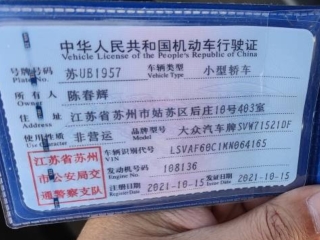 中华人民共和国机动车行驶证
Vehicle License of the People's Republic of China
号牌号码 苏UB1957 车辆类型 小型轿车
Plate No. Vehicle Type
所有人 陈春辉
Owner
住址 江苏省苏州市姑苏区后庄10号403室
Address
使用性质 非营运 品牌型号 大众汽车牌SVW71521DF
Use Character Model
江苏省苏州 车辆识别代号 LSVAF60C1MN064165
市公安局交 VIN
通警察支队 发动机号码 108136
Engine No.
注册日期 2021-10-15 发证日期 2021-10-15
Register Date Issue Date